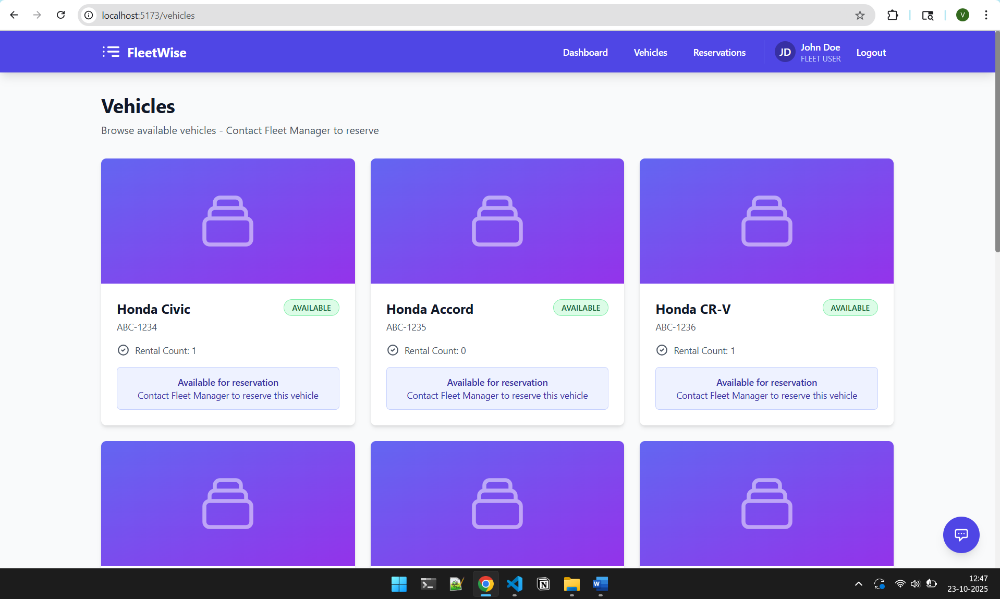 localhost:5173/vehicles
V
FleetWise
Dashboard
Vehicles
Reservations
JD
John Doe
FLEET USER
Logout
Vehicles
Browse available vehicles - Contact Fleet Manager to reserve
Honda Civic
AVAILABLE
ABC-1234
Rental Count: 1
Available for reservation
Contact Fleet Manager to reserve this vehicle
Honda Accord
AVAILABLE
ABC-1235
Rental Count: 0
Available for reservation
Contact Fleet Manager to reserve this vehicle
Honda CR-V
AVAILABLE
ABC-1236
Rental Count: 1
Available for reservation
Contact Fleet Manager to reserve this vehicle
12:47
23-10-2025